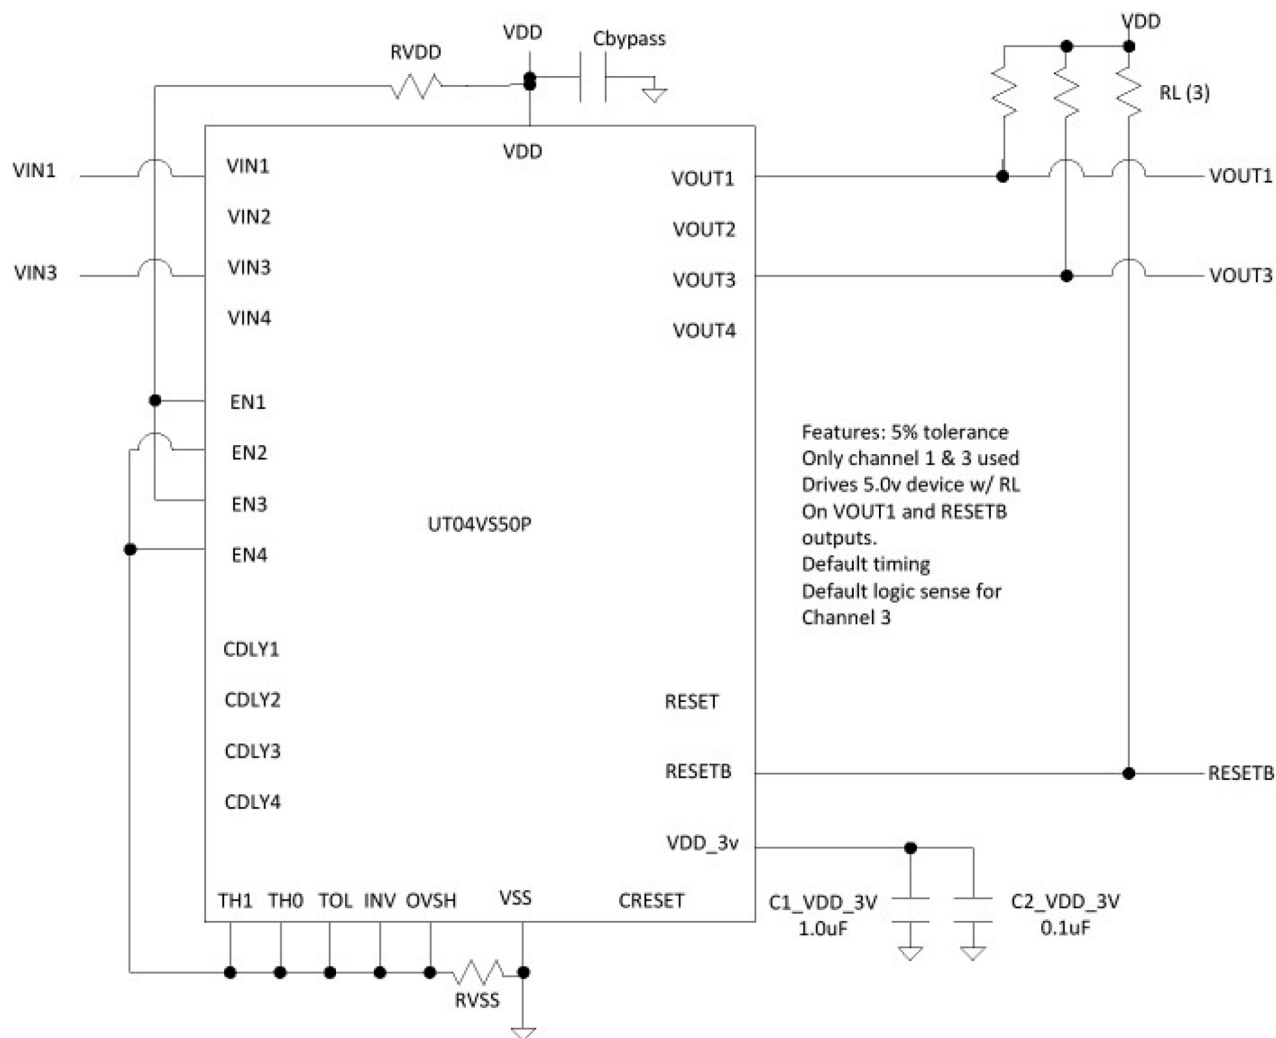 VDD
Cbypass
RVDD
VDD
RL (3)
VDD
VIN1
VIN1
VOUT1
VOUT1
VIN2
VOUT2
VIN3
VIN3
VOUT3
VOUT3
VIN4
VOUT4
EN1
EN2
EN3
EN4
UT04VS50P
Features: 5% tolerance
Only channel 1 & 3 used
Drives 5.0v device w/ RL
On VOUT1 and RESETB
outputs.
Default timing
Default logic sense for
Channel 3
CDLY1
CDLY2
CDLY3
CDLY4
RESET
RESETB
RESETB
VDD_3v
TH1 TH0 TOL INV OVSH VSS
CRESET
C1_VDD_3V
1.0uF
C2_VDD_3V
0.1uF
RVSS